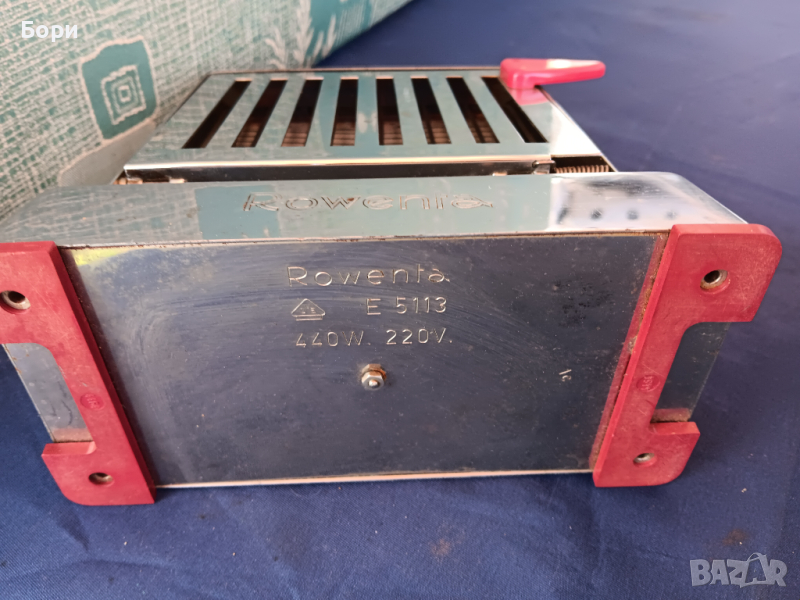 Бори
Rowenta
Rowenta
E 5113
440W. 220V.
BAZAR